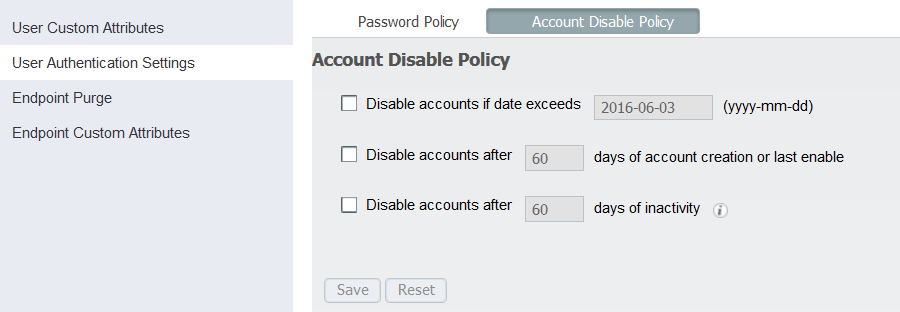 User Custom Attributes
User Authentication Settings
Endpoint Purge
Endpoint Custom Attributes
Password Policy
Account Disable Policy
Account Disable Policy
Disable accounts if date exceeds 2016-06-03 (yyyy-mm-dd)
Disable accounts after 60 days of account creation or last enable
Disable accounts after 60 days of inactivity i
Save Reset